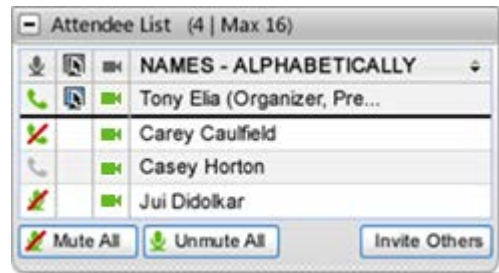 Attendee List (4 | Max 16)
NAMES - ALPHABETICALLY
Tony Elia (Organizer, Pre...
Carey Caulfield
Casey Horton
Jui Didolkar
Mute All Unmute All Invite Others